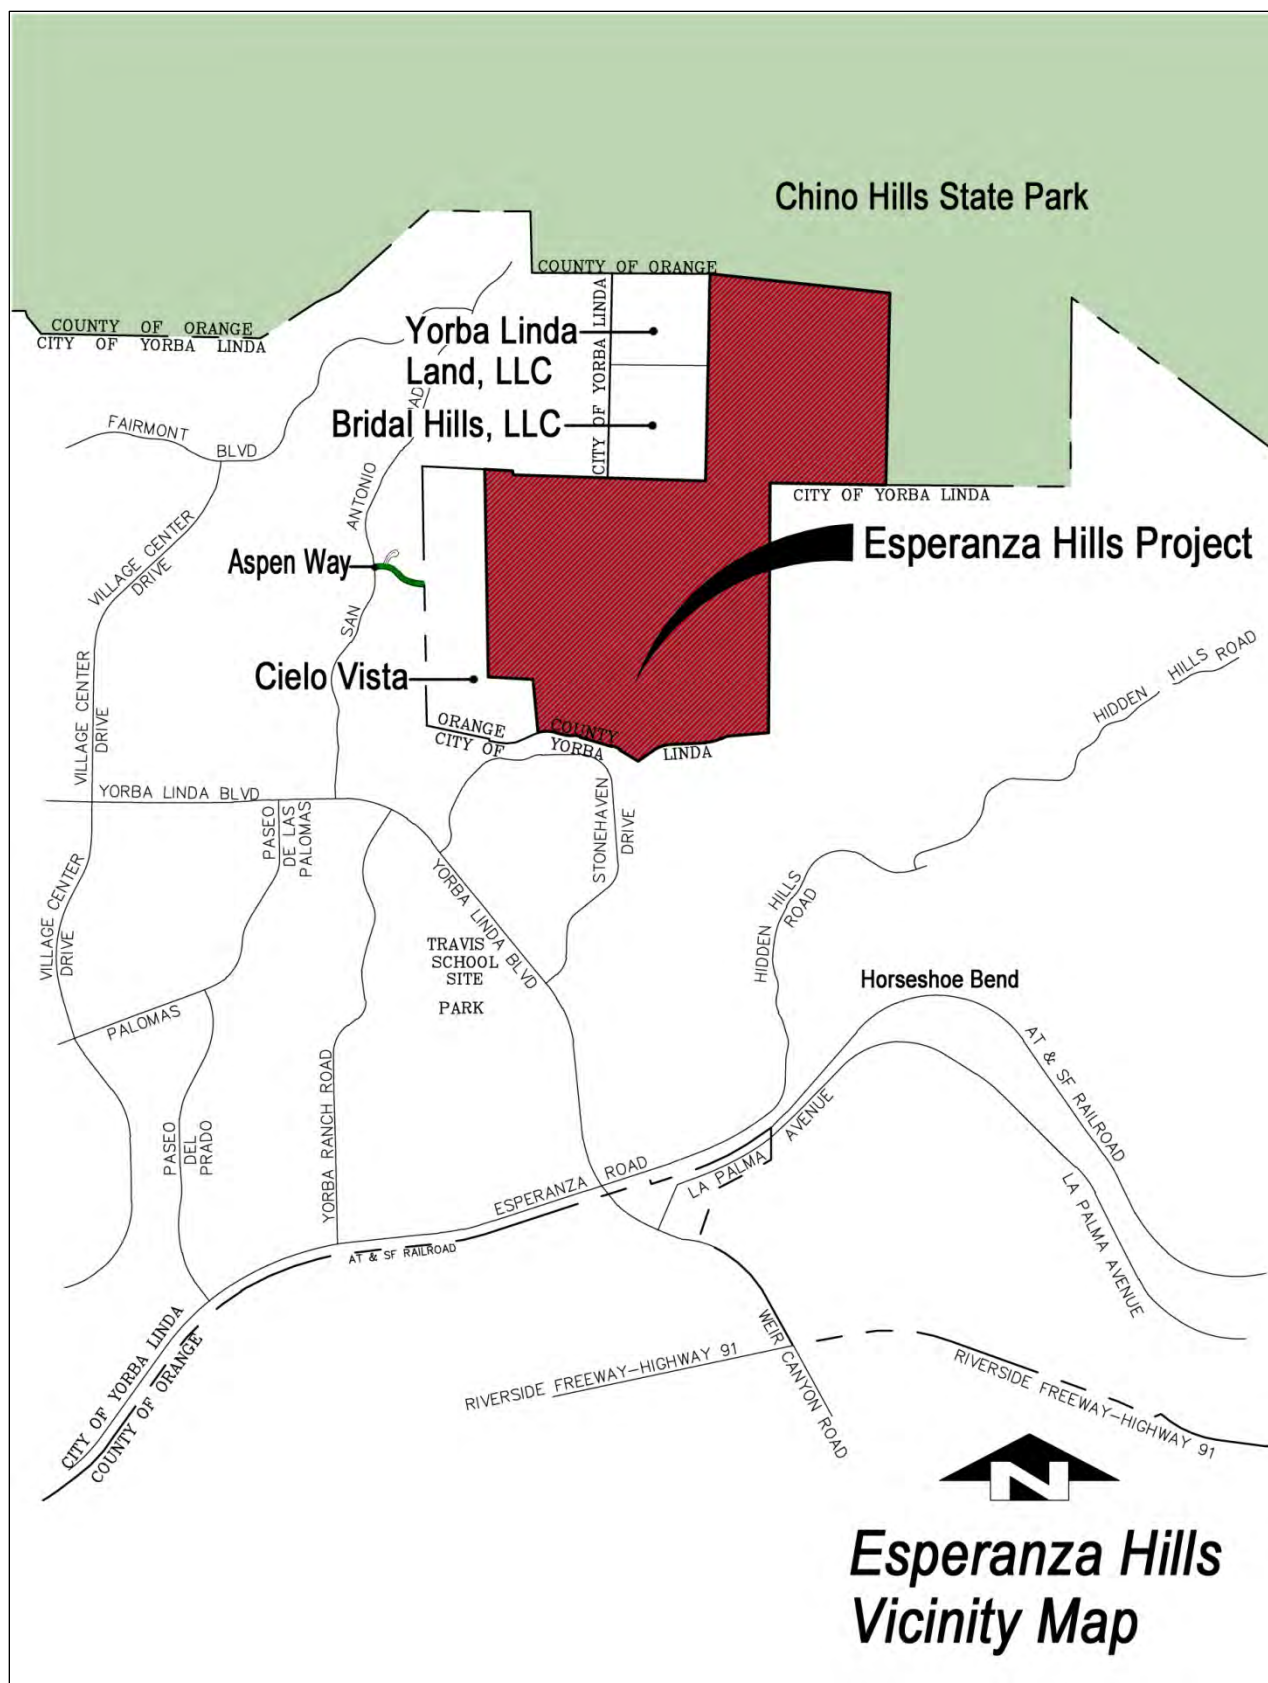 Chino Hills State Park
COUNTY OF ORANGE
COUNTY OF ORANGE
CITY OF YORBA LINDA
Yorba Linda
Land, LLC
CITY OF YORBA LINDA
Bridal Hills, LLC
CITY OF YORBA LINDA
FAIRMONT
BLVD
CITY OF YORBA LINDA
SAN
ANTONIO
Esperanza Hills Project
VILLAGE CENTER
DRIVE
Aspen Way
Cielo Vista
ORANGE
COUNTY
CITY OF
YORBA
LINDA
HIDDEN HILLS ROAD
VILLAGE CENTER
DRIVE
YORBA LINDA BLVD
PASEO
DE LAS
PALOMAS
STONEHAVEN
DRIVE
VILLAGE CENTER
DRIVE
YORBA LINDA BLVD
TRAVIS
SCHOOL
SITE
PARK
HIDDEN HILLS
ROAD
Horseshoe Bend
PALOMAS
AT & SF RAILROAD
YORBA RANCH ROAD
PASEO
DEL
PRADO
LA PALMA AVENUE
ESPERANZA ROAD
LA PALMA AVENUE
AT & SF RAILROAD
CITY OF YORBA LINDA
COUNTY OF ORANGE
WEIR CANYON ROAD
RIVERSIDE FREEWAY-HIGHWAY 91
RIVERSIDE FREEWAY-HIGHWAY 91
N
Esperanza Hills
Vicinity Map